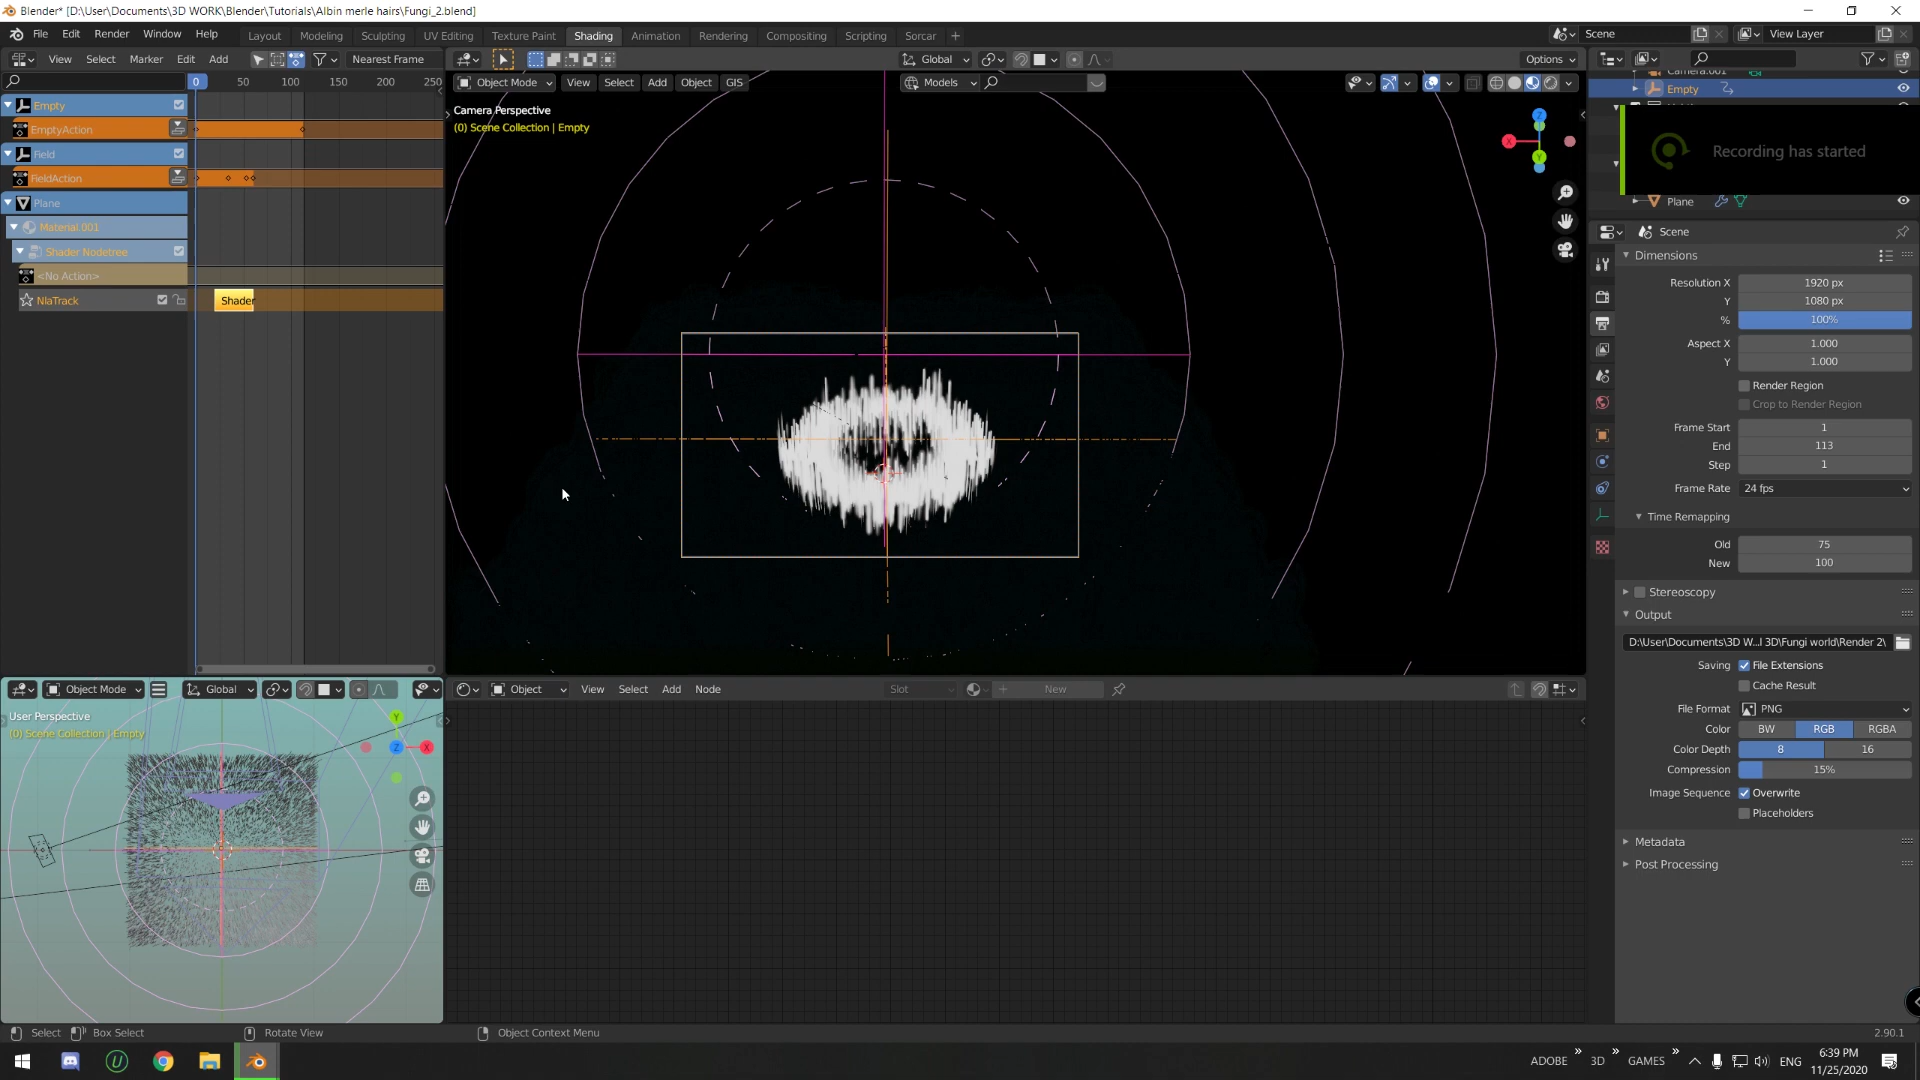 Blender* [D:\User\Documents\3D WORK\Blender\Tutorials\Albin merle hairs\Fungi_2.blend]
File Edit Render Window Help Layout Modeling Sculpting UV Editing Texture Paint Shading Animation Rendering Compositing Scripting Sorcar + Scene View Layer
View Select Marker Edit Add Nearest Frame Global Options
0 50 100 150 200 250
Object Mode View Select Add Object GIS Models
Camera Perspective
(0) Scene Collection | Empty
Empty
EmptyAction
Field
FieldAction
Plane
Material.001
Shader Nodetree
<No Action>
NlaTrack
Shader
X
Z
Y
Empty
Recording has started
Plane
Scene
Dimensions
Resolution X 1920 px
Y 1080 px
% 100%
Aspect X 1.000
Y 1.000
Render Region
Crop to Render Region
Frame Start 1
End 113
Step 1
Frame Rate 24 fps
Time Remapping
Old 75
New 100
Stereoscopy
Output
D:\User\Documents\3D W...l 3D\Fungi world\Render 2\
Saving File Extensions
Cache Result
File Format PNG
Color BW RGB RGBA
Color Depth 8 16
Compression 15%
Image Sequence Overwrite
Placeholders
Metadata
Post Processing
Object Mode Global
User Perspective
(0) Scene Collection | Empty
Y
Z
X
Object View Select Add Node Slot New
Select Box Select Rotate View Object Context Menu 2.90.1
ADOBE 3D GAMES ENG 6:39 PM
11/25/2020